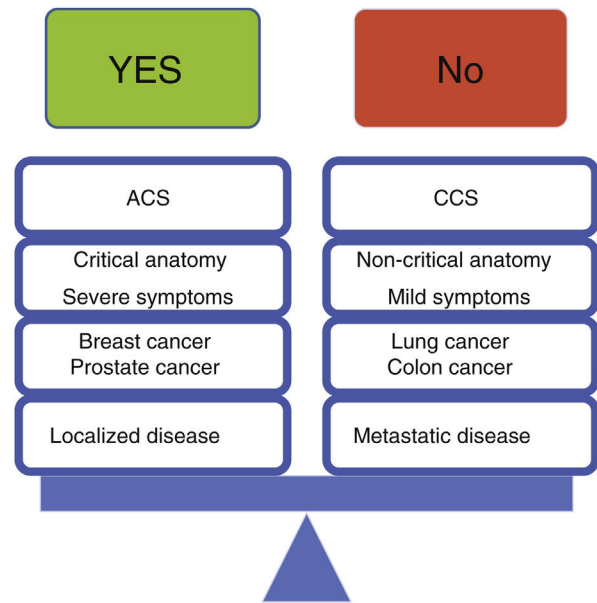 YES
No
ACS
CCS
Critical anatomy
Severe symptoms
Non-critical anatomy
Mild symptoms
Breast cancer
Prostate cancer
Lung cancer
Colon cancer
Localized disease
Metastatic disease